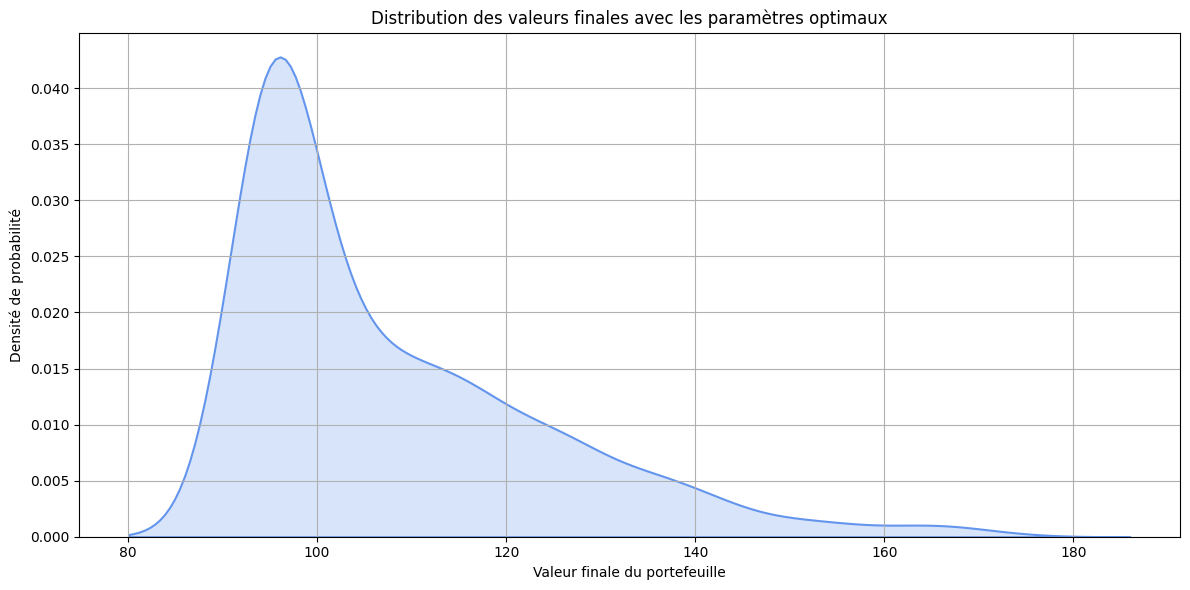 Distribution des valeurs finales avec les paramètres optimaux
Densité de probabilité
0.040
0.035
0.030
0.025
0.020
0.015
0.010
0.005
0.000
80 100 120 140 160 180
Valeur finale du portefeuille